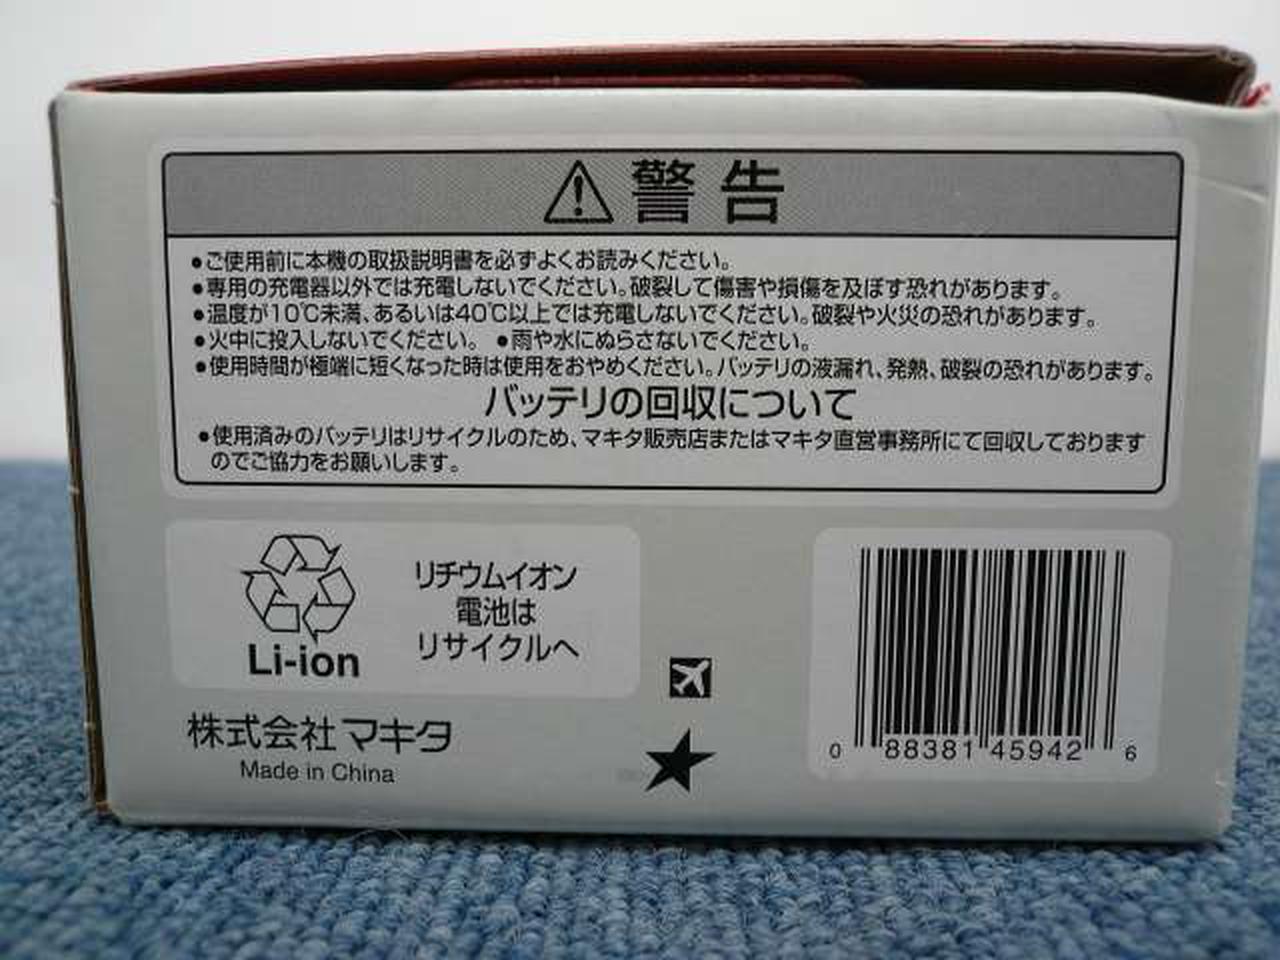 警告
●ご使用前に本機の取扱説明書を必ずよくお読みください。
●専用の充電器以外では充電しないでください。破裂して傷害や損傷を及ぼす恐れがあります。
●温度が10℃未満、あるいは40℃以上では充電しないでください。破裂や火災の恐れがあります。
●火中に投入しないでください。 ●雨や水にぬらさないでください。
●使用時間が極端に短くなった時は使用をおやめください。バッテリの液漏れ、発熱、破裂の恐れがあります。
バッテリの回収について
●使用済みのバッテリはリサイクルのため、マキタ販売店またはマキタ直営事務所にて回収しております
のでご協力をお願いします。
Li-ion
リチウムイオン
電池は
リサイクルへ
株式会社マキタ
Made in China
0 88381 45942 6